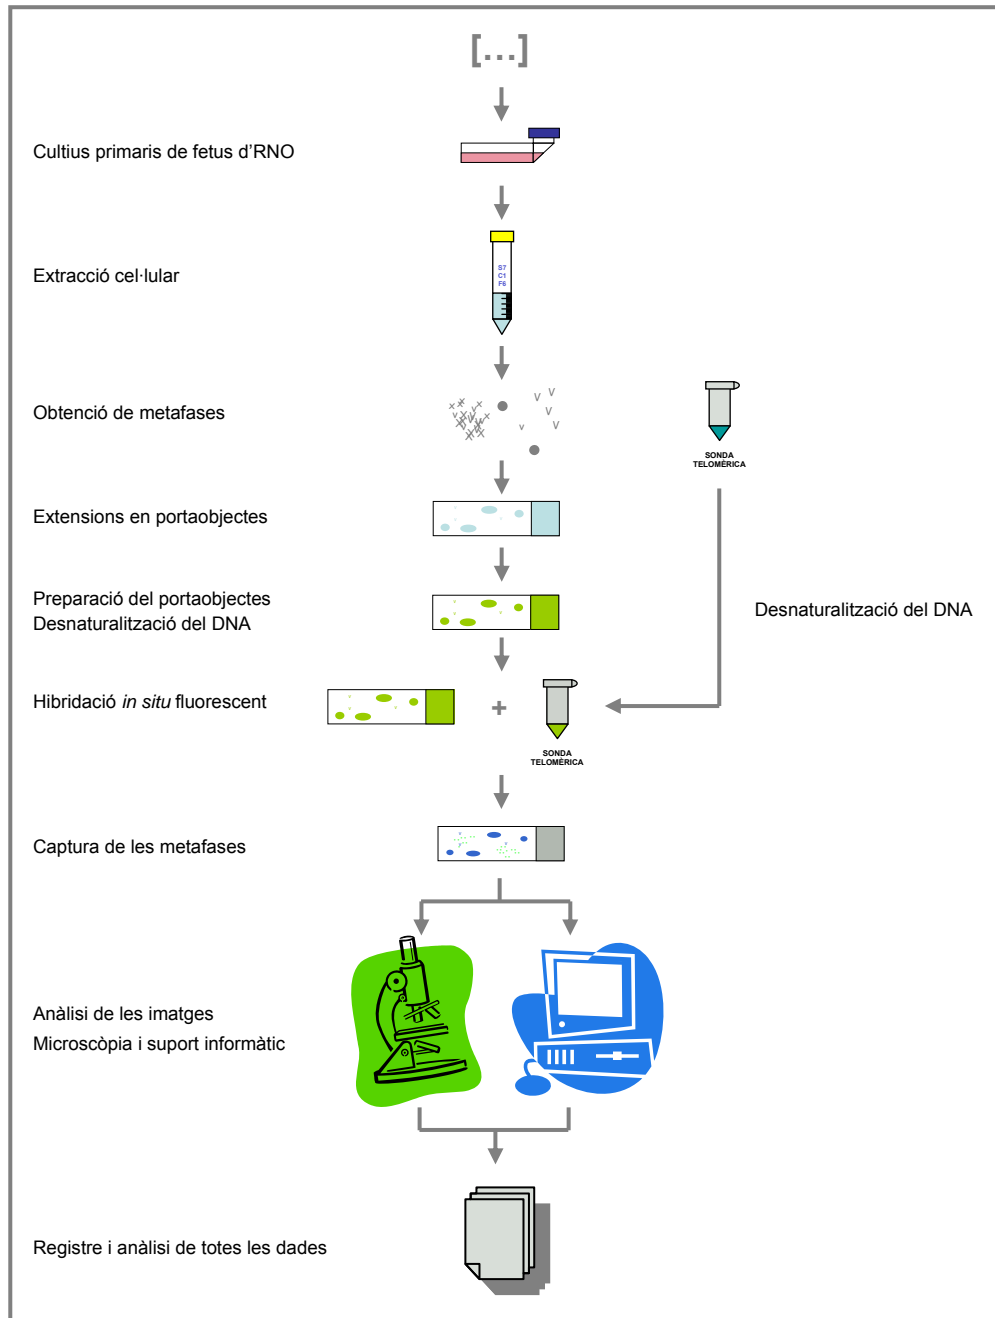 [...]
Cultius primaris de fetus d'RNO
Extracció cel·lular
S7
C1
F6
Obtenció de metafases
SONDA
TELOMÈRICA
Extensions en portaobjectes
Preparació del portaobjectes
Desnaturalització del DNA
Desnaturalització del DNA
Hibridació in situ fluorescent
+
SONDA
TELOMÈRICA
Captura de les metafases
Anàlisi de les imatges
Microscòpia i suport informàtic
Registre i anàlisi de totes les dades